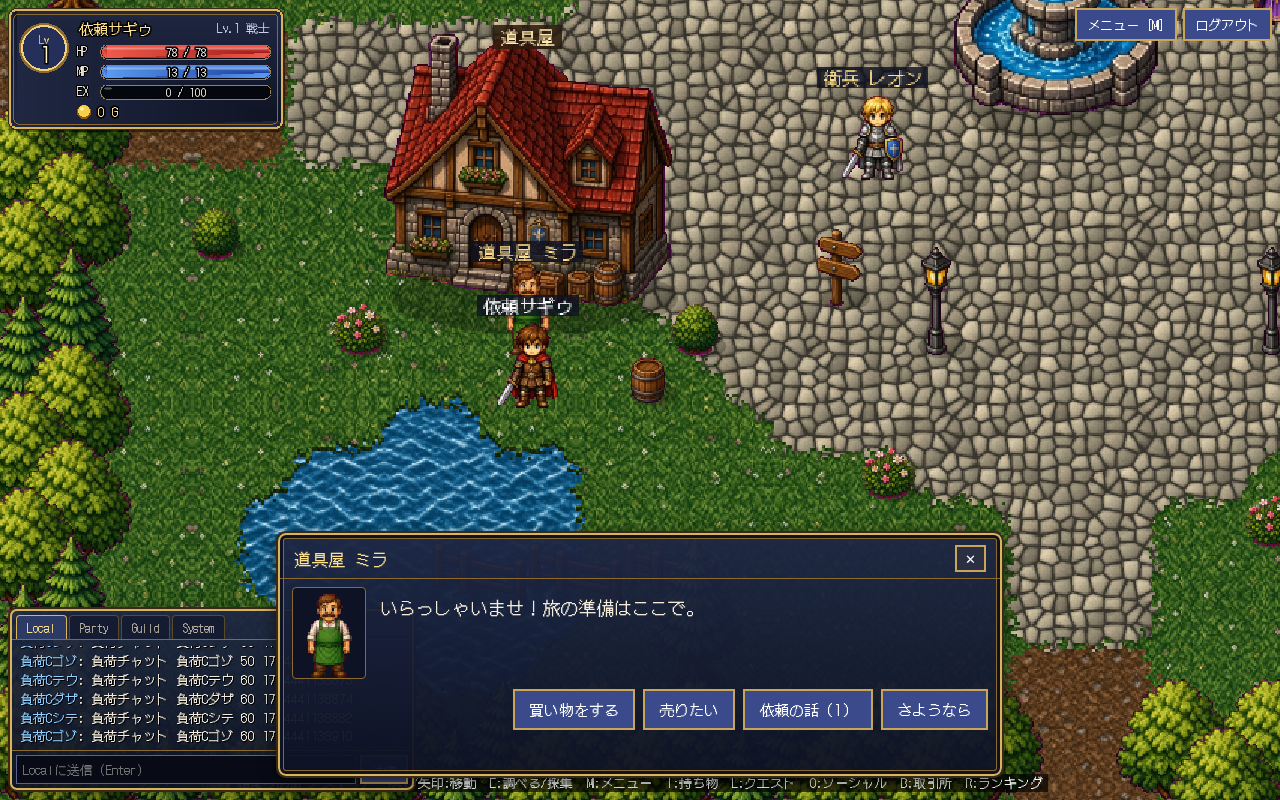 Lv
1
依頼サギゥ
Lv.1 戦士
HP 78 / 78
MP 13 / 13
EX 0 / 100
0 G
道具屋
衛兵 レオン
メニュー [M]
ログアウト
道具屋 ミラ
依頼サギゥ
道具屋 ミラ
×
いらっしゃいませ！旅の準備はここで。
買い物をする
売りたい
依頼の話 (1)
さようなら
Local
Party
Guild
System
負荷Cゴゾ: 負荷チャット 負荷Cゴゾ 50 17
負荷Cテウ: 負荷チャット 負荷Cテウ 60 17
負荷Cダザ: 負荷チャット 負荷Cダザ 60 17
負荷Cシテ: 負荷チャット 負荷Cシテ 60 17
負荷Cゴゾ: 負荷チャット 負荷Cゴゾ 60 17
Localに送信 (Enter)
矢印:移動 E:調べる/採集 M:メニュー I:持ち物 L:クエスト O:ソーシャル B:取引所 R:ランキング